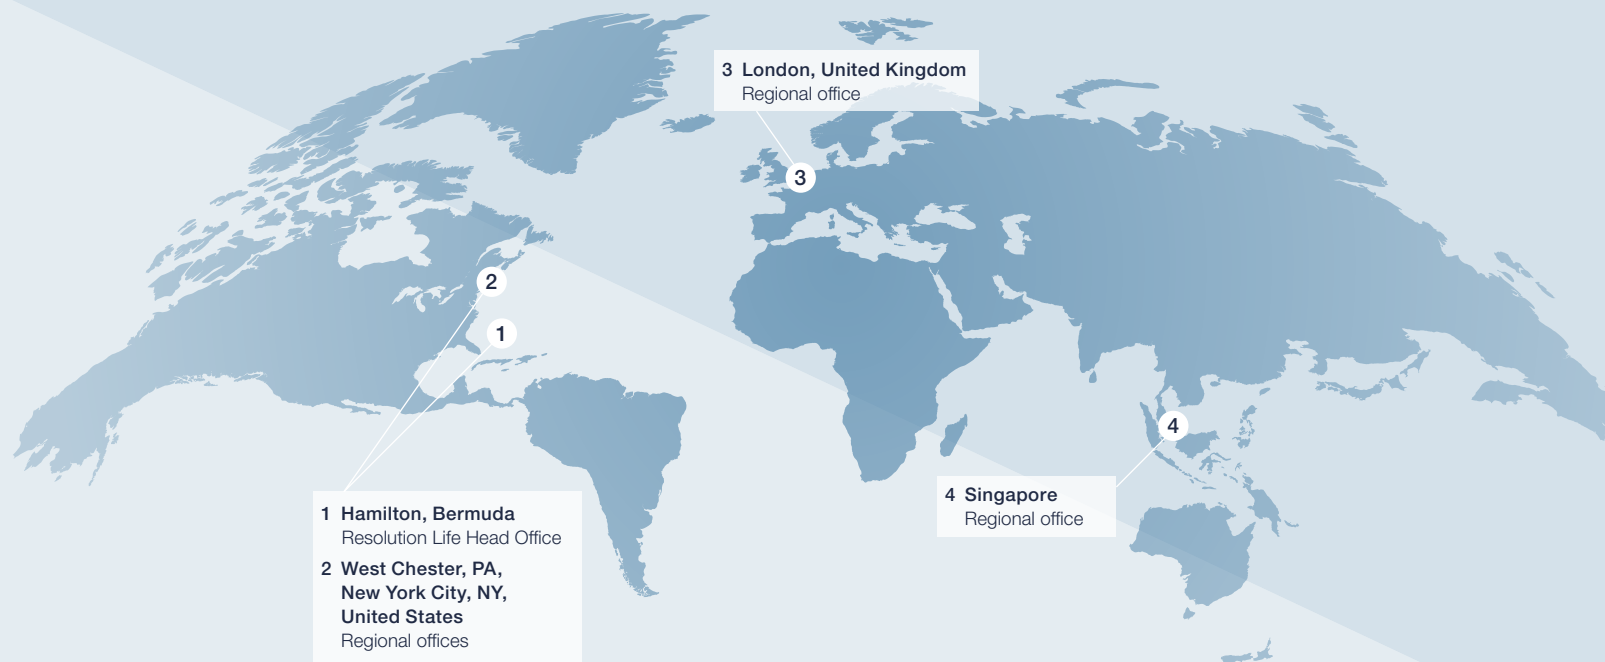 3 London, United Kingdom
Regional office
3
2
1
4
1 Hamilton, Bermuda
Resolution Life Head Office
2 West Chester, PA,
New York City, NY,
United States
Regional offices
4 Singapore
Regional office